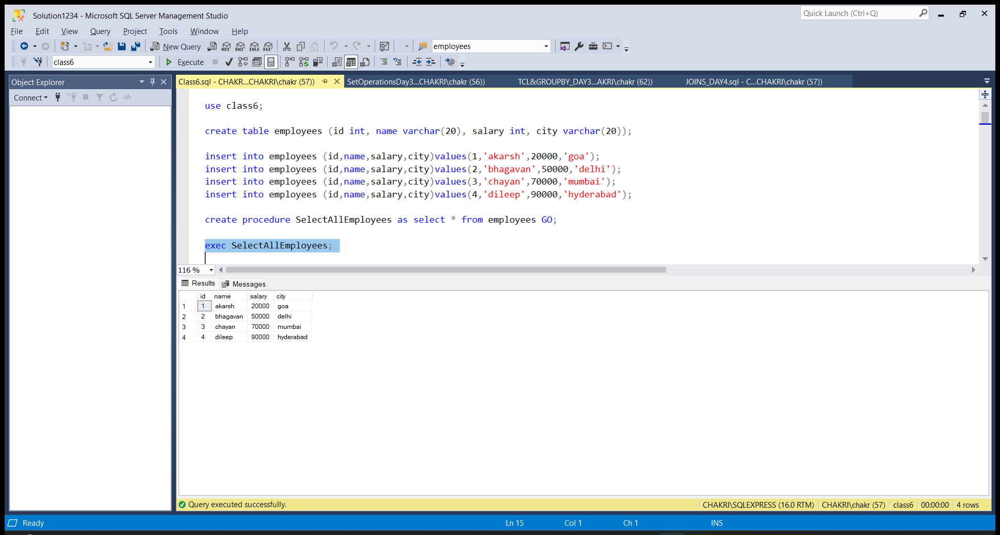 Solution1234 - Microsoft SQL Server Management Studio
Quick Launch (Ctrl+Q)
File Edit View Query Project Tools Window Help
New Query MDX DMX XMLA DAX employees
class6 Execute
Object Explorer
Connect
Class6.sql - CHAKR...CHAKRI\chakr (57)) SetOperationsDay3...CHAKRI\chakr (56)) TCL&GROUPBY_DAY3...AKRI\chakr (62)) JOINS_DAY4.sql - C...CHAKRI\chakr (57))
use class6;
create table employees (id int, name varchar(20), salary int, city varchar(20));
insert into employees (id,name,salary,city)values(1,'akarsh',20000,'goa');
insert into employees (id,name,salary,city)values(2,'bhagavan',50000,'delhi');
insert into employees (id,name,salary,city)values(3,'chayan',70000,'mumbai');
insert into employees (id,name,salary,city)values(4,'dileep',90000,'hyderabad');
create procedure SelectAllEmployees as select * from employees GO;
exec SelectAllEmployees;
116 %
Results Messages
id name salary city
1 1 akarsh 20000 goa
2 2 bhagavan 50000 delhi
3 3 chayan 70000 mumbai
4 4 dileep 90000 hyderabad
Query executed successfully. CHAKRI\SQLEXPRESS (16.0 RTM) CHAKRI\chakr (57) class6 00:00:00 4 rows
Ready Ln 15 Col 1 Ch 1 INS